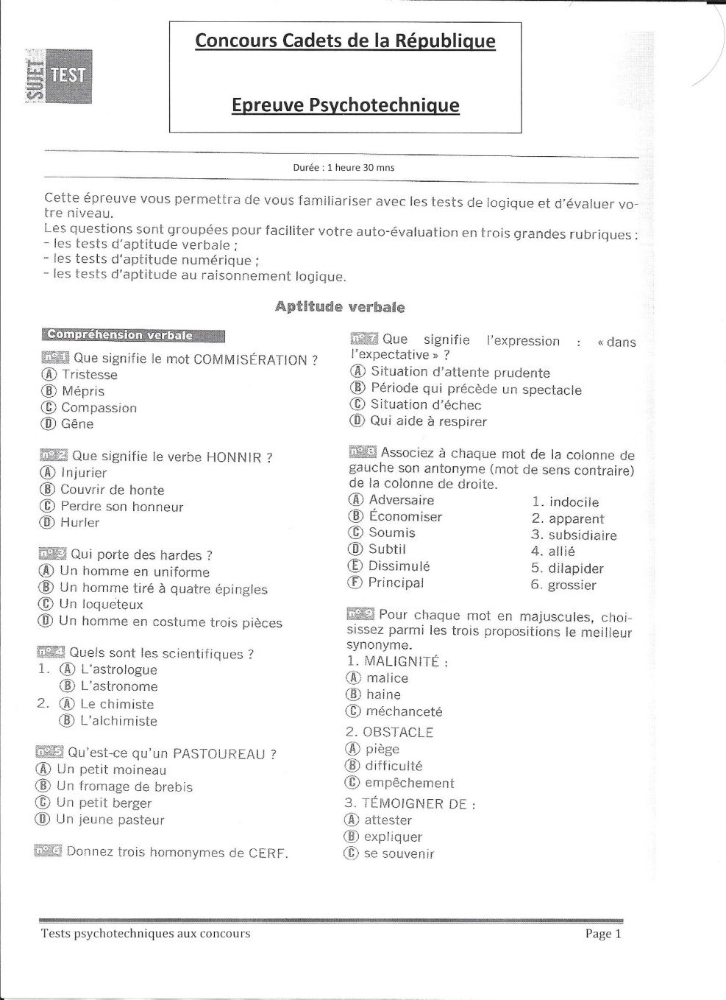 Concours Cadets de la République
Epreuve Psychotechnique
SUJET
TEST
Durée : 1 heure 30 mns
Cette épreuve vous permettra de vous familiariser avec les tests de logique et d'évaluer vo-
tre niveau.
Les questions sont groupées pour faciliter votre auto-évaluation en trois grandes rubriques :
- les tests d'aptitude verbale ;
- les tests d'aptitude numérique ;
- les tests d'aptitude au raisonnement logique.
Aptitude verbale
Compréhension verbale
n° 1 Que signifie le mot COMMISÉRATION ?
A Tristesse
B Mépris
C Compassion
D Gêne
n° 2 Que signifie le verbe HONNIR ?
A Injurier
B Couvrir de honte
C Perdre son honneur
D Hurler
n° 3 Qui porte des hardes ?
A Un homme en uniforme
B Un homme tiré à quatre épingles
C Un loqueteux
D Un homme en costume trois pièces
n° 4 Quels sont les scientifiques ?
1. A L'astrologue
B L'astronome
2. A Le chimiste
B L'alchimiste
n° 5 Qu'est-ce qu'un PASTOUREAU ?
A Un petit moineau
B Un fromage de brebis
C Un petit berger
D Un jeune pasteur
n° 6 Donnez trois homonymes de CERF.
n° 7 Que signifie l'expression : « dans
l'expectative » ?
A Situation d'attente prudente
B Période qui précède un spectacle
C Situation d'échec
D Qui aide à respirer
n° 8 Associez à chaque mot de la colonne de
gauche son antonyme (mot de sens contraire)
de la colonne de droite.
A Adversaire 1. indocile
B Économiser 2. apparent
C Soumis 3. subsidiaire
D Subtil 4. allié
E Dissimulé 5. dilapider
F Principal 6. grossier
n° 9 Pour chaque mot en majuscules, choi-
sissez parmi les trois propositions le meilleur
synonyme.
1. MALIGNITÉ :
A malice
B haine
C méchanceté
2. OBSTACLE
A piège
B difficulté
C empêchement
3. TÉMOIGNER DE :
A attester
B expliquer
C se souvenir
Tests psychotechniques aux concours Page 1